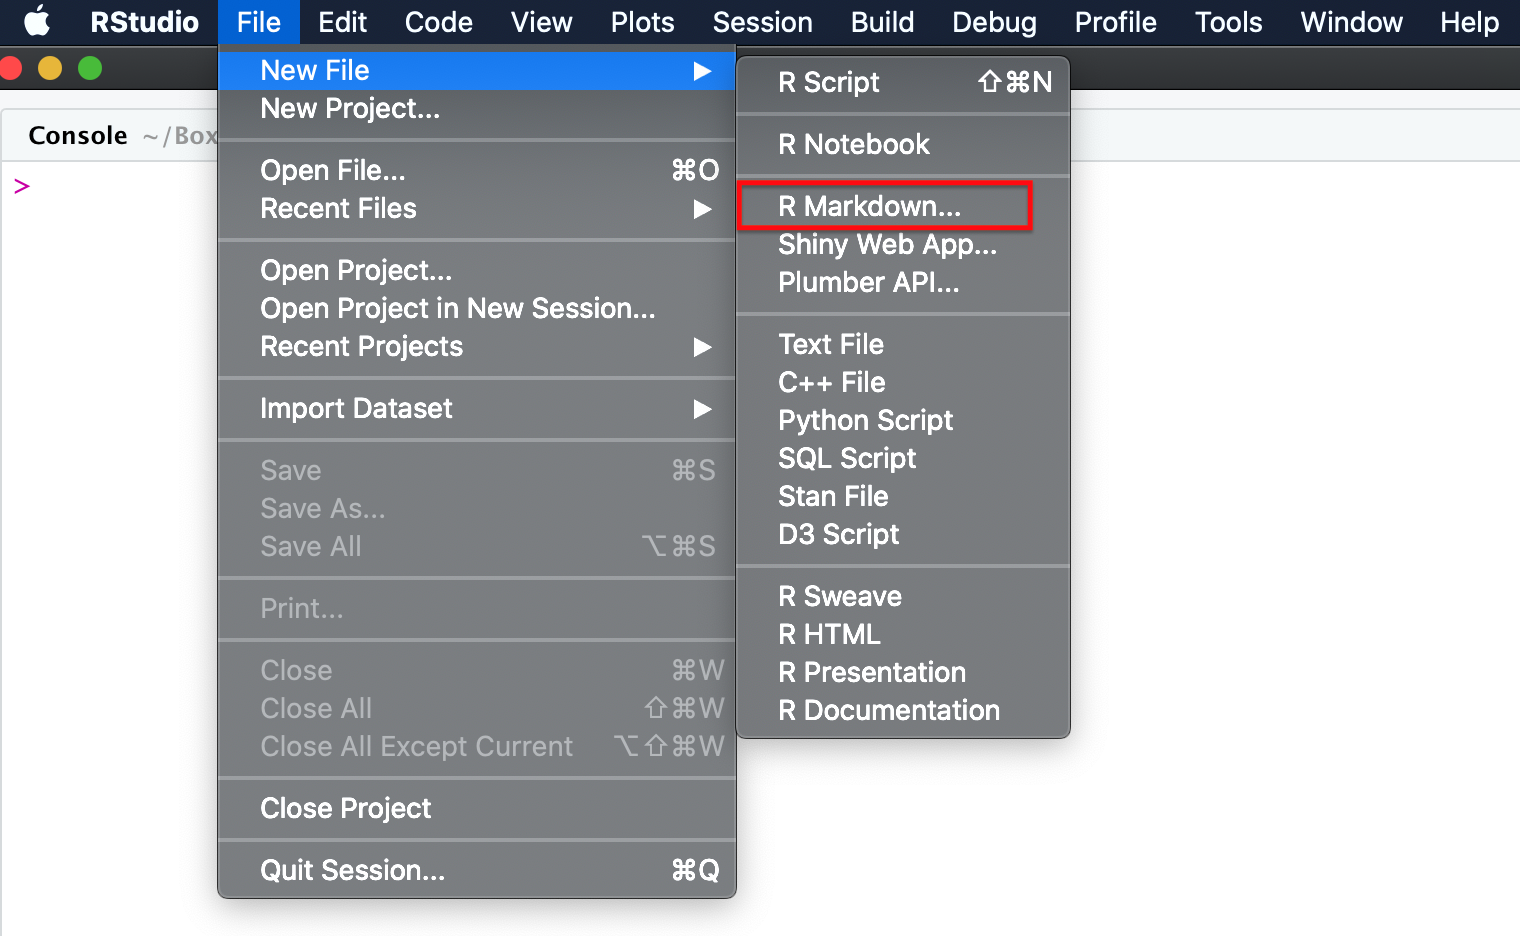 RStudio File Edit Code View Plots Session Build Debug Profile Tools Window Help
Console ~/Box
>
New File ▶
New Project...
Open File... ⌘O
Recent Files ▶
Open Project...
Open Project in New Session...
Recent Projects ▶
Import Dataset ▶
Save ⌘S
Save As...
Save All ⌥⌘S
Print...
Close ⌘W
Close All ⇧⌘W
Close All Except Current ⌥⇧⌘W
Close Project
Quit Session... ⌘Q
R Script ⇧⌘N
R Notebook
R Markdown...
Shiny Web App...
Plumber API...
Text File
C++ File
Python Script
SQL Script
Stan File
D3 Script
R Sweave
R HTML
R Presentation
R Documentation